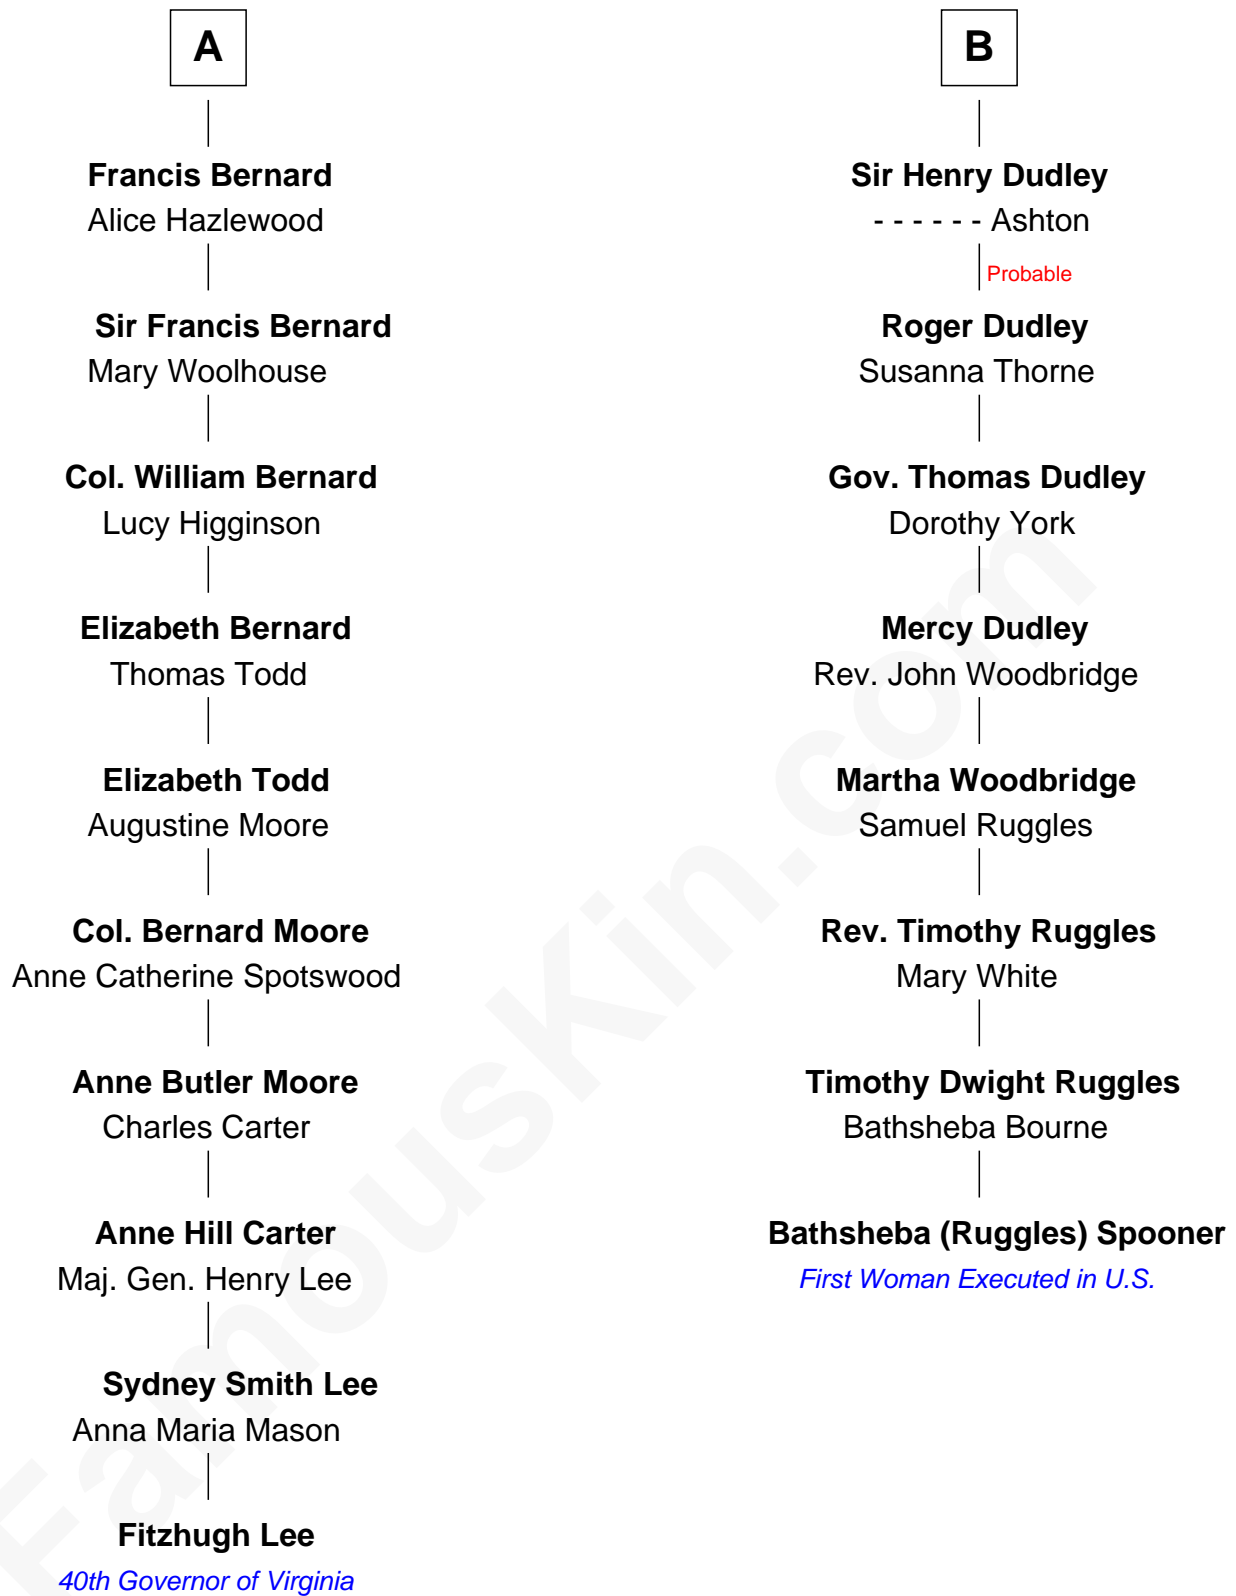 A
Francis Bernard
Alice Hazlewood
Sir Francis Bernard
Mary Woolhouse
Col. William Bernard
Lucy Higginson
Elizabeth Bernard
Thomas Todd
Elizabeth Todd
Augustine Moore
Col. Bernard Moore
Anne Catherine Spotswood
Anne Butler Moore
Charles Carter
Anne Hill Carter
Maj. Gen. Henry Lee
Sydney Smith Lee
Anna Maria Mason
Fitzhugh Lee
40th Governor of Virginia
B
Sir Henry Dudley
- - - - - - Ashton
Probable
Roger Dudley
Susanna Thorne
Gov. Thomas Dudley
Dorothy York
Mercy Dudley
Rev. John Woodbridge
Martha Woodbridge
Samuel Ruggles
Rev. Timothy Ruggles
Mary White
Timothy Dwight Ruggles
Bathsheba Bourne
Bathsheba (Ruggles) Spooner
First Woman Executed in U.S.
FamousKin.com